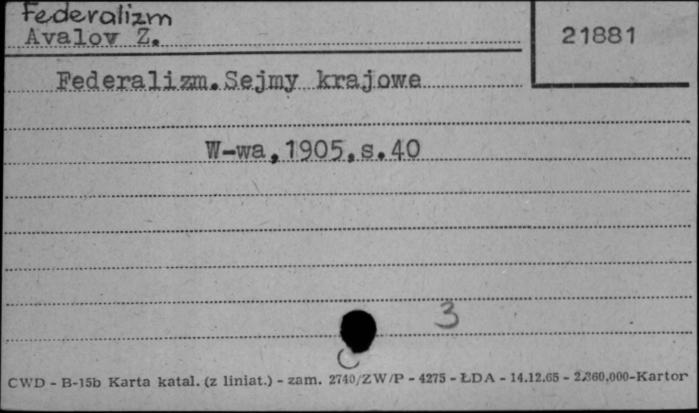 Federalizm
Avalov Z.
21881
Federalizm.Sejmy krajowe
W-wa,1905,s.40
3
CWD - B-15b Karta katal. (z liniat.) - zam. 2740/ZW/P - 4275 - ŁDA - 14.12.65 - 2.360.000-Kartor